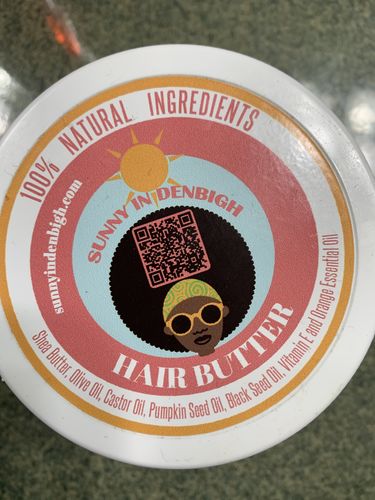 100% NATURAL INGREDIENTS
SUNNY IN DENBIGH
sunnyindenbigh.com
HAIR BUTTER
Shea Butter, Olive Oil, Castor Oil, Pumpkin Seed Oil, Black Seed Oil, Vitamin E and Orange Essential Oil